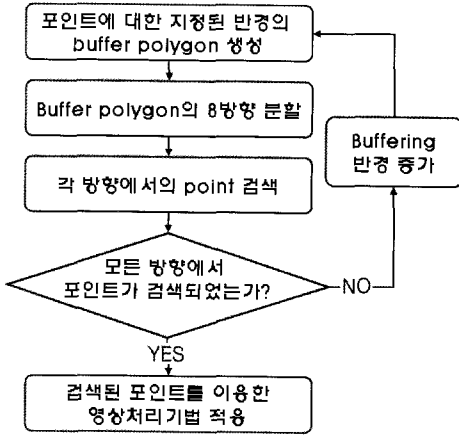 포인트에 대한 지정된 반경의
buffer polygon 생성
Buffer polygon의 8방향 분할
Buffering
반경 증가
각 방향에서의 point 검색
모든 방향에서
포인트가 검색되었는가?
NO
YES
검색된 포인트를 이용한
영상처리기법 적용